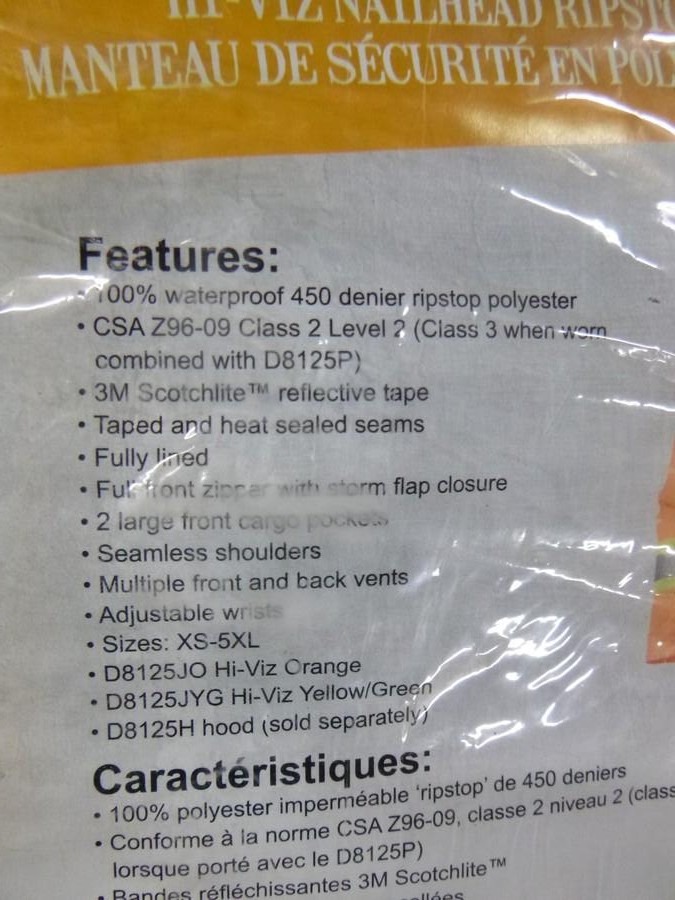 HI-VIZ NAILHEAD RIPSTO
MANTEAU DE SÉCURITÉ EN POL
Features:
• 100% waterproof 450 denier ripstop polyester
• CSA Z96-09 Class 2 Level 2 (Class 3 when worn
combined with D8125P)
• 3M Scotchlite™ reflective tape
• Taped and heat sealed seams
• Fully lined
• Full front zipper with storm flap closure
• 2 large front cargo pockets
• Seamless shoulders
• Multiple front and back vents
• Adjustable wrists
• Sizes: XS-5XL
• D8125JO Hi-Viz Orange
• D8125JYG Hi-Viz Yellow/Green
• D8125H hood (sold separately)
Caractéristiques:
• 100% polyester imperméable ‘ripstop’ de 450 deniers
• Conforme à la norme CSA Z96-09, classe 2 niveau 2 (class
lorsque porté avec le D8125P)
• Bandes réfléchissantes 3M Scotchlite™